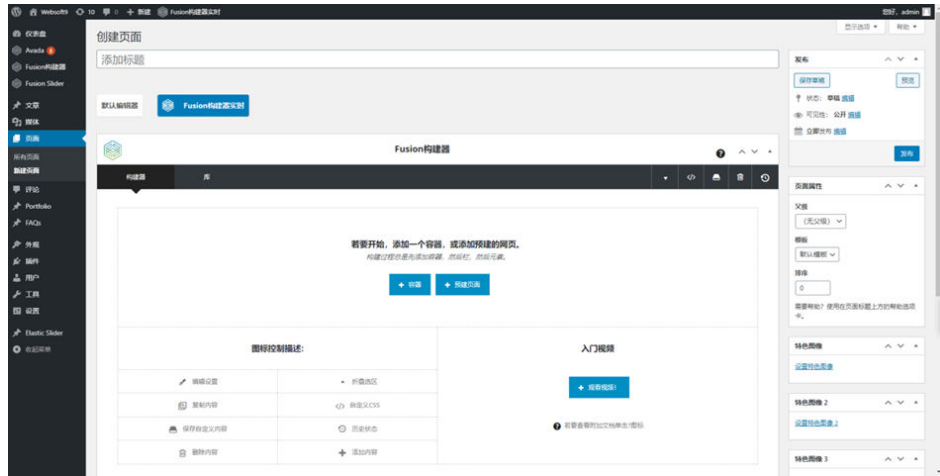 Websoft9 10 0 新建 Fusion构建器实时
您好，admin
仪表盘
Avada
Fusion构建器
Fusion Slider
文章
媒体
页面
所有页面
新建页面
评论
Portfolio
FAQs
外观
插件
用户
工具
设置
Elastic Slider
收起菜单
显示选项 帮助
创建页面
添加标题
默认编辑器 Fusion构建器实时
Fusion构建器
构建器 库
若要开始，添加一个容器，或添加预建的网页。
构建过程总是先添加容器，然后栏，然后元素。
+ 容器 + 预建页面
图标控制描述：
编辑设置 折叠选区
复制内容 </> 自定义CSS
保存自定义内容 历史状态
删除内容 添加内容
入门视频
+ 观看视频!
若要查看附加文档单击?图标
发布
保存草稿 预览
状态：草稿 编辑
可见性：公开 编辑
立即发布 编辑
发布
页面属性
父级
（无父级）
模板
默认模板
排序
0
需要帮助？使用在页面标题上方的帮助选项
卡。
特色图像
设置特色图像
特色图像 2
设置特色图像 2
特色图像 3